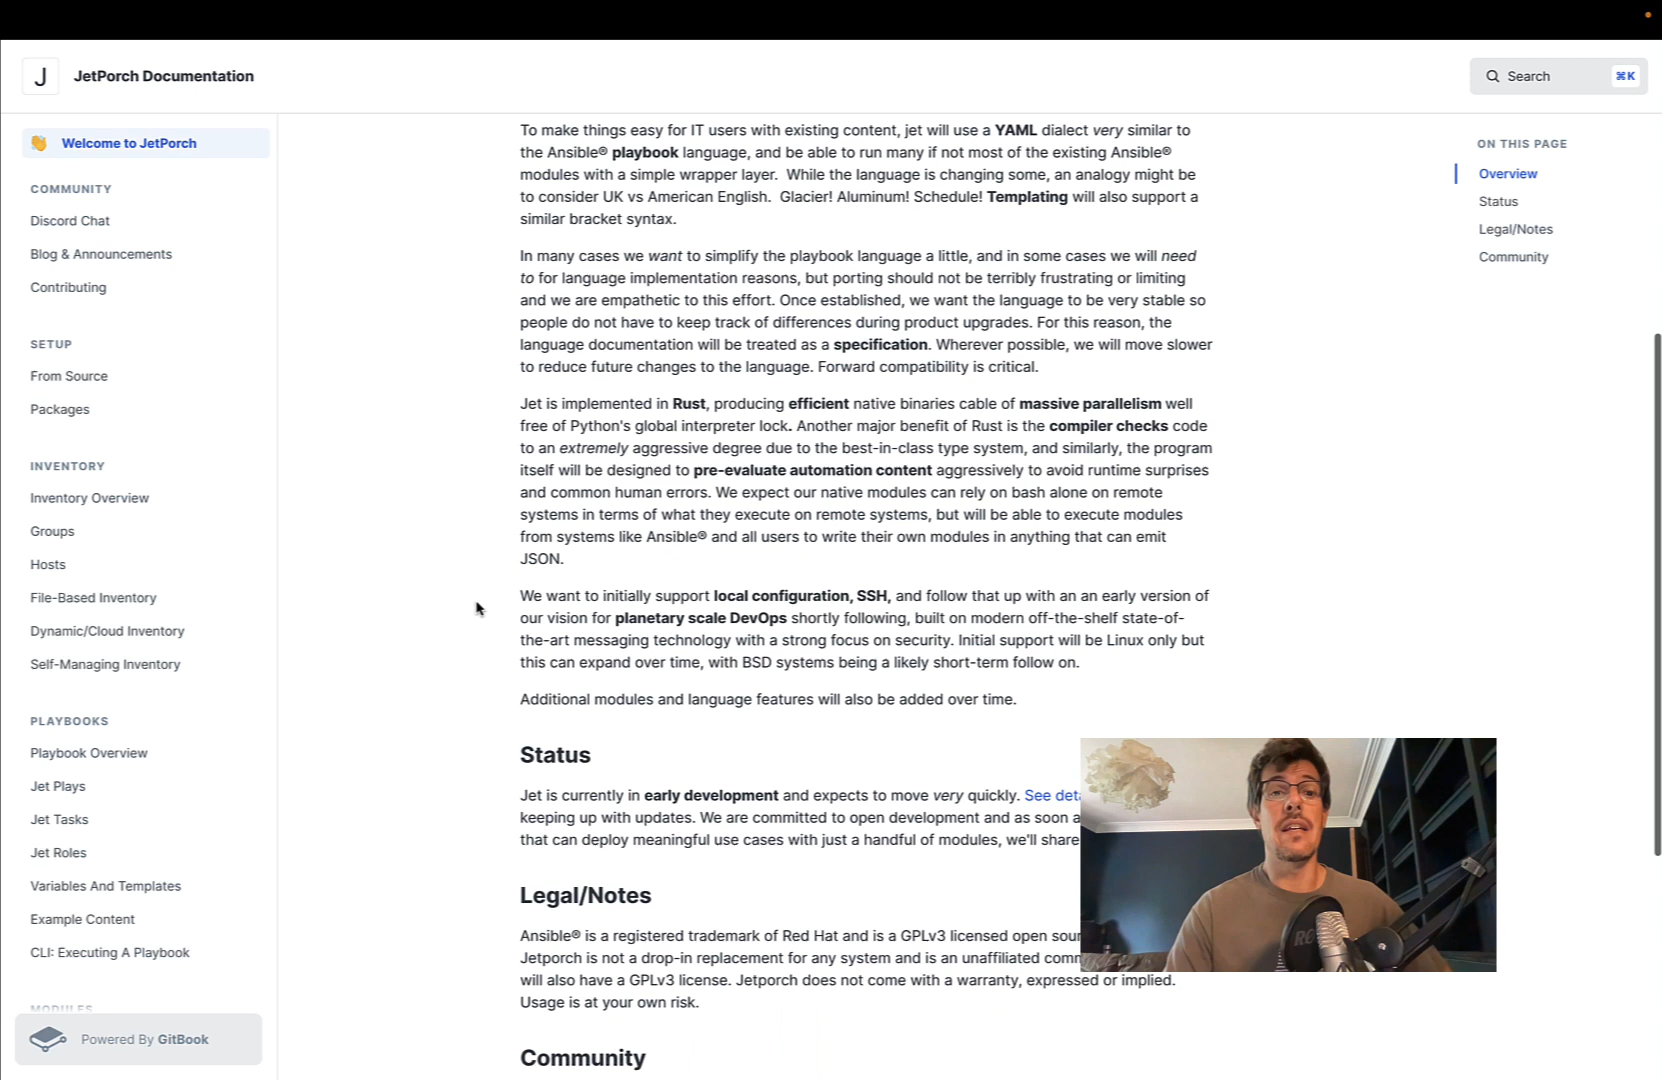 J
JetPorch Documentation
Search
⌘K
Welcome to JetPorch
COMMUNITY
Discord Chat
Blog & Announcements
Contributing
SETUP
From Source
Packages
INVENTORY
Inventory Overview
Groups
Hosts
File-Based Inventory
Dynamic/Cloud Inventory
Self-Managing Inventory
PLAYBOOKS
Playbook Overview
Jet Plays
Jet Tasks
Jet Roles
Variables And Templates
Example Content
CLI: Executing A Playbook
MODULES
Powered By GitBook
To make things easy for IT users with existing content, jet will use a YAML dialect very similar to
the Ansible® playbook language, and be able to run many if not most of the existing Ansible®
modules with a simple wrapper layer. While the language is changing some, an analogy might be
to consider UK vs American English. Glacier! Aluminum! Schedule! Templating will also support a
similar bracket syntax.
In many cases we want to simplify the playbook language a little, and in some cases we will need
to for language implementation reasons, but porting should not be terribly frustrating or limiting
and we are empathetic to this effort. Once established, we want the language to be very stable so
people do not have to keep track of differences during product upgrades. For this reason, the
language documentation will be treated as a specification. Wherever possible, we will move slower
to reduce future changes to the language. Forward compatibility is critical.
Jet is implemented in Rust, producing efficient native binaries cable of massive parallelism well
free of Python's global interpreter lock. Another major benefit of Rust is the compiler checks code
to an extremely aggressive degree due to the best-in-class type system, and similarly, the program
itself will be designed to pre-evaluate automation content aggressively to avoid runtime surprises
and common human errors. We expect our native modules can rely on bash alone on remote
systems in terms of what they execute on remote systems, but will be able to execute modules
from systems like Ansible® and all users to write their own modules in anything that can emit
JSON.
We want to initially support local configuration, SSH, and follow that up with an an early version of
our vision for planetary scale DevOps shortly following, built on modern off-the-shelf state-of-
the-art messaging technology with a strong focus on security. Initial support will be Linux only but
this can expand over time, with BSD systems being a likely short-term follow on.
Additional modules and language features will also be added over time.
Status
Jet is currently in early development and expects to move very quickly. See
keeping up with updates. We are committed to open development and as soon
that can deploy meaningful use cases with just a handful of modules, we'll share
Legal/Notes
Ansible® is a registered trademark of Red Hat and is a GPLv3 licensed open
Jetporch is not a drop-in replacement for any system and is an unaffiliated
will also have a GPLv3 license. Jetporch does not come with a warranty, expressed or implied.
Usage is at your own risk.
Community
ON THIS PAGE
Overview
Status
Legal/Notes
Community